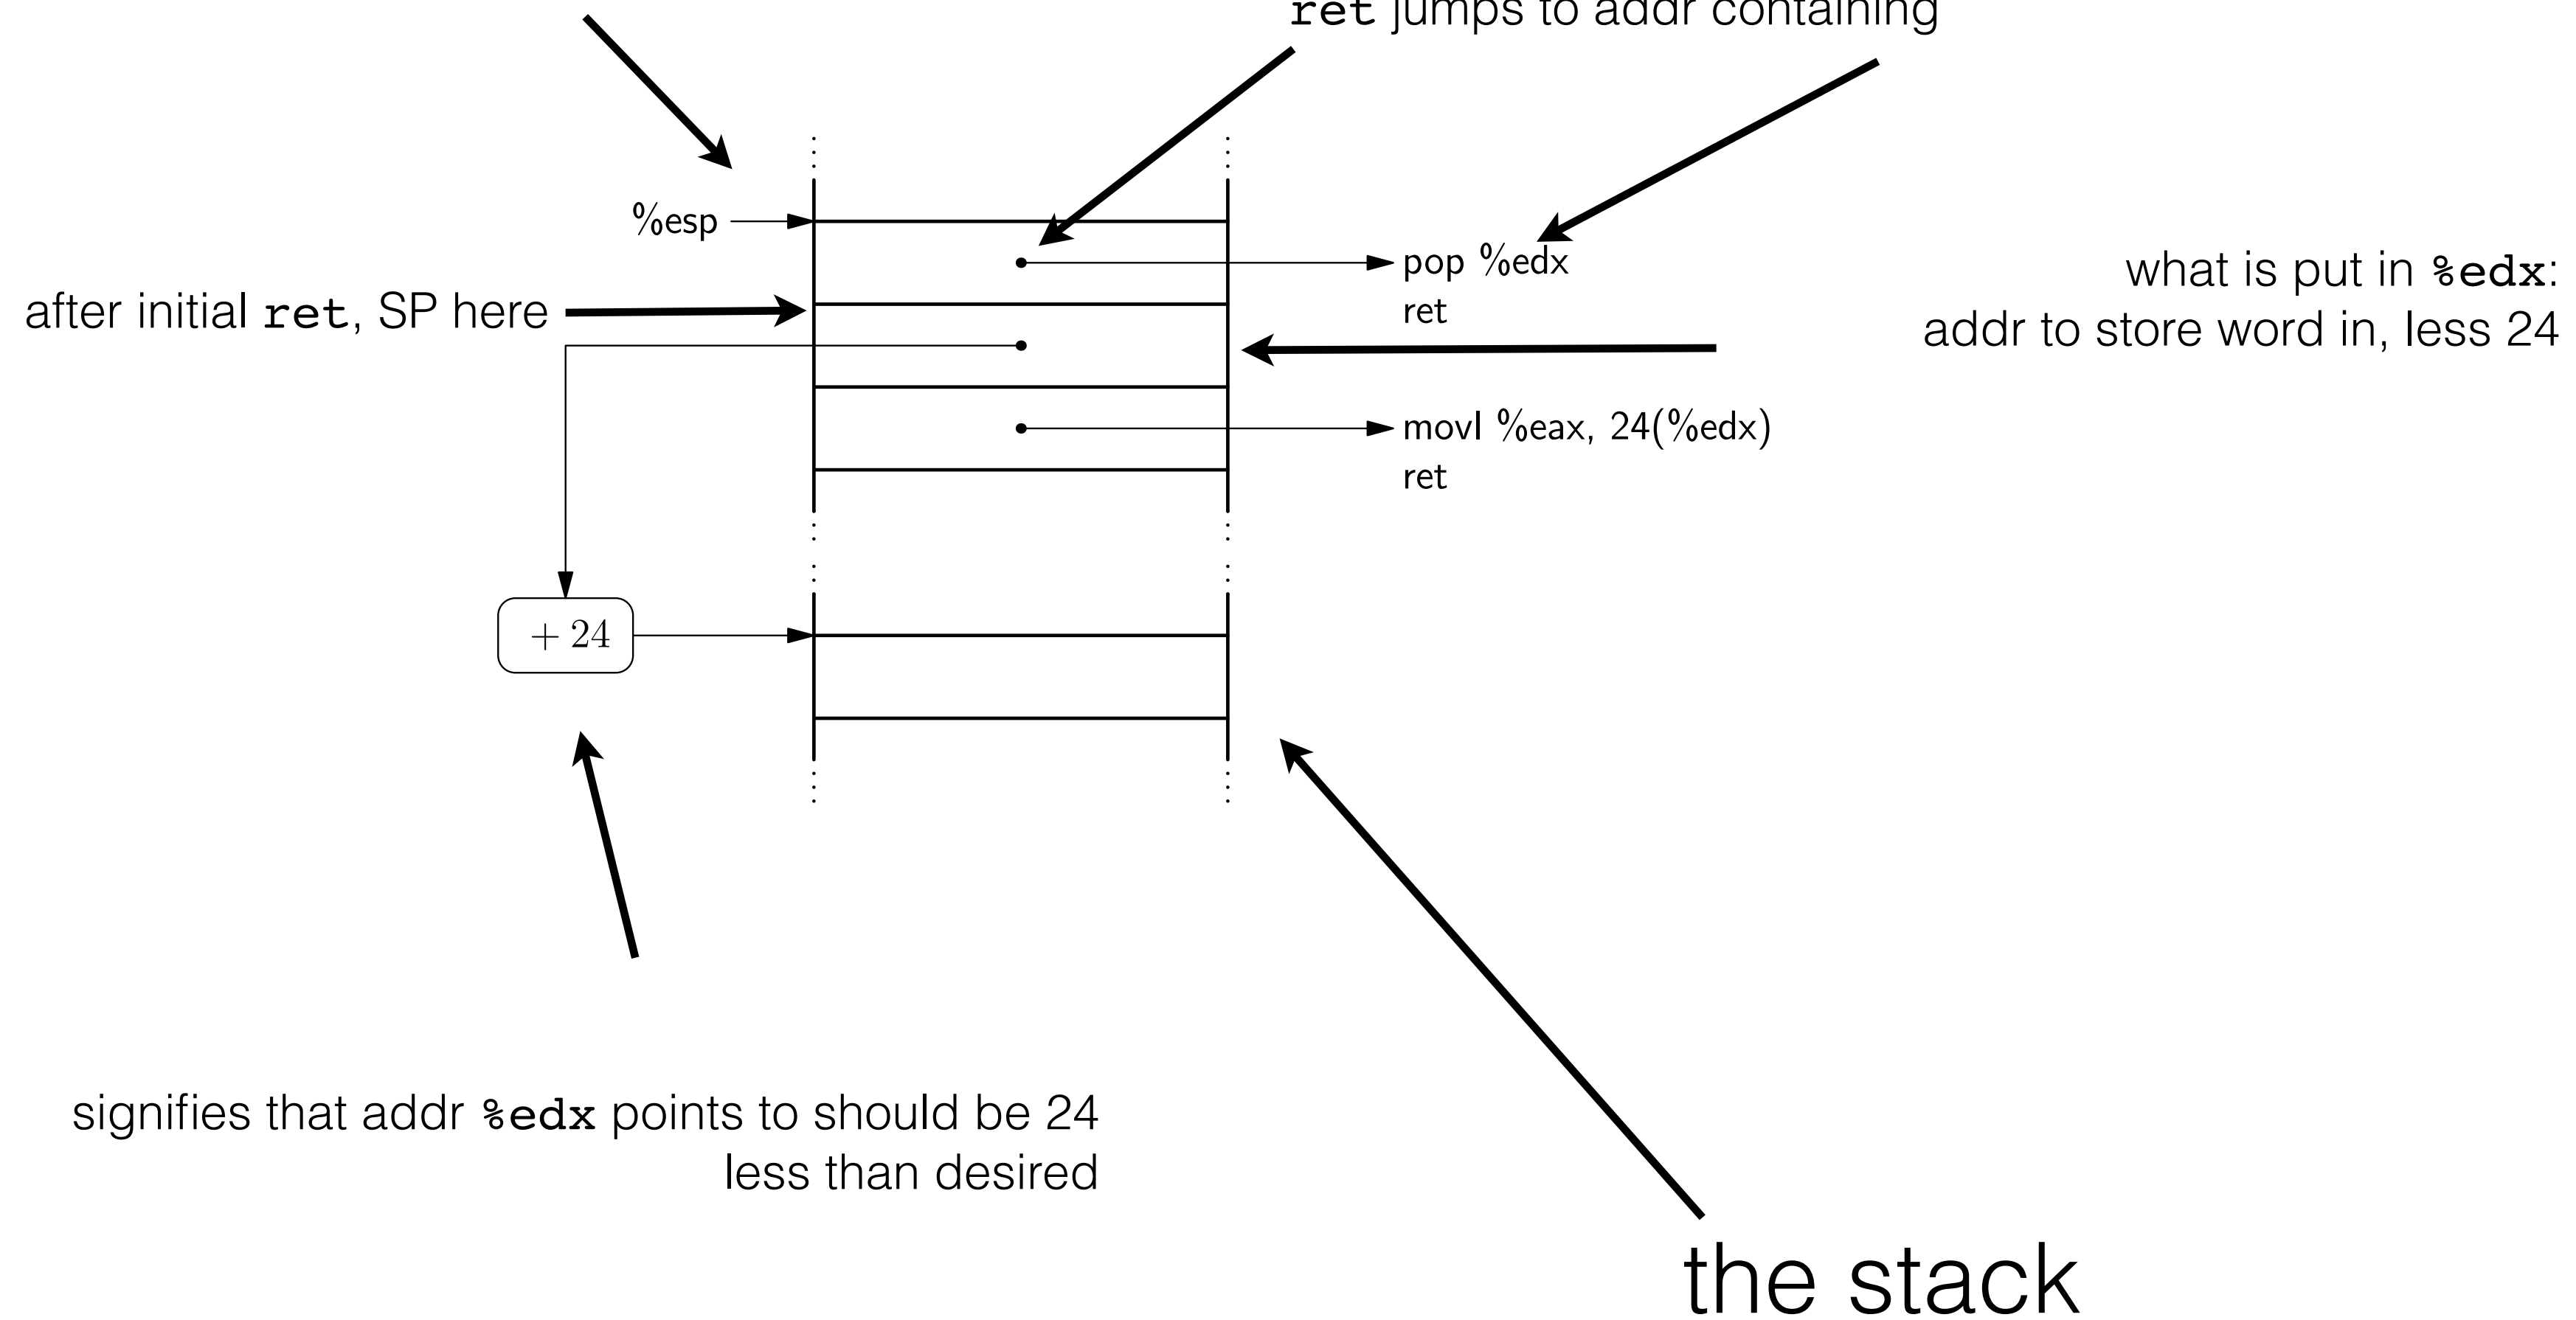 ret jumps to addr containing
%esp
pop %edx
ret
after initial ret, SP here
what is put in %edx:
addr to store word in, less 24
movl %eax, 24(%edx)
ret
+ 24
signifies that addr %edx points to should be 24
less than desired
the stack